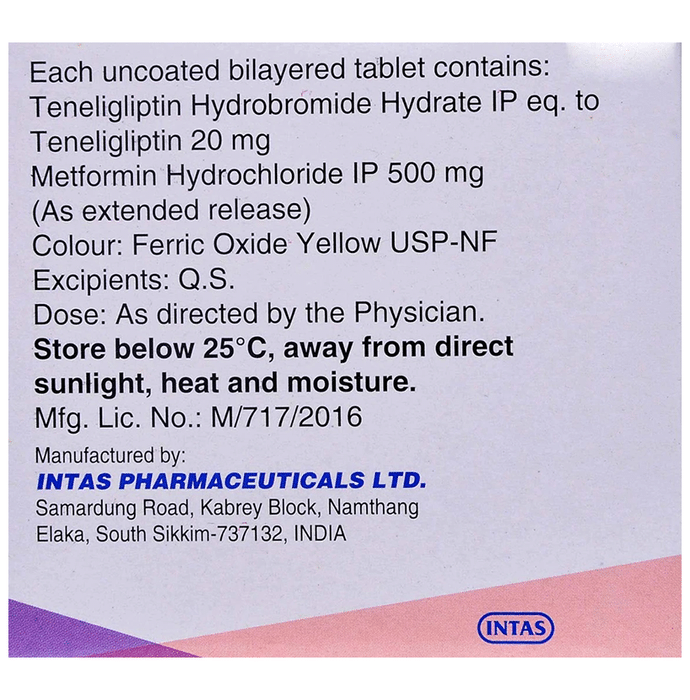 Each uncoated bilayered tablet contains:
Teneligliptin Hydrobromide Hydrate IP eq. to
Teneligliptin 20 mg
Metformin Hydrochloride IP 500 mg
(As extended release)
Colour: Ferric Oxide Yellow USP-NF
Excipients: Q.S.
Dose: As directed by the Physician.
Store below 25°C, away from direct
sunlight, heat and moisture.
Mfg. Lic. No.: M/717/2016
Manufactured by:
INTAS PHARMACEUTICALS LTD.
Samardung Road, Kabrey Block, Namthang
Elaka, South Sikkim-737132, INDIA
INTAS